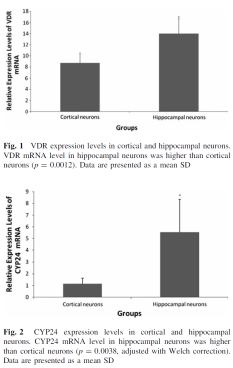 Relative Expression Levels of VDR
mRNA
18
16
14
12
10
8
6
4
2
0
Cortical neurons
Hippocampal neurons
Groups
Fig. 1 VDR expression levels in cortical and hippocampal neurons.
VDR mRNA level in hippocampal neurons was higher than cortical
neurons (p = 0.0012). Data are presented as a mean SD
Relative Expression Levels of
CYP24 mRNA
9
8
7
6
5
4
3
2
1
0
*
Cortical neurons
Hippocampal neurons
Groups
Fig. 2 CYP24 expression levels in cortical and hippocampal
neurons. CYP24 mRNA level in hippocampal neurons was higher
than cortical neurons (p = 0.0038, adjusted with Welch correction).
Data are presented as a mean SD